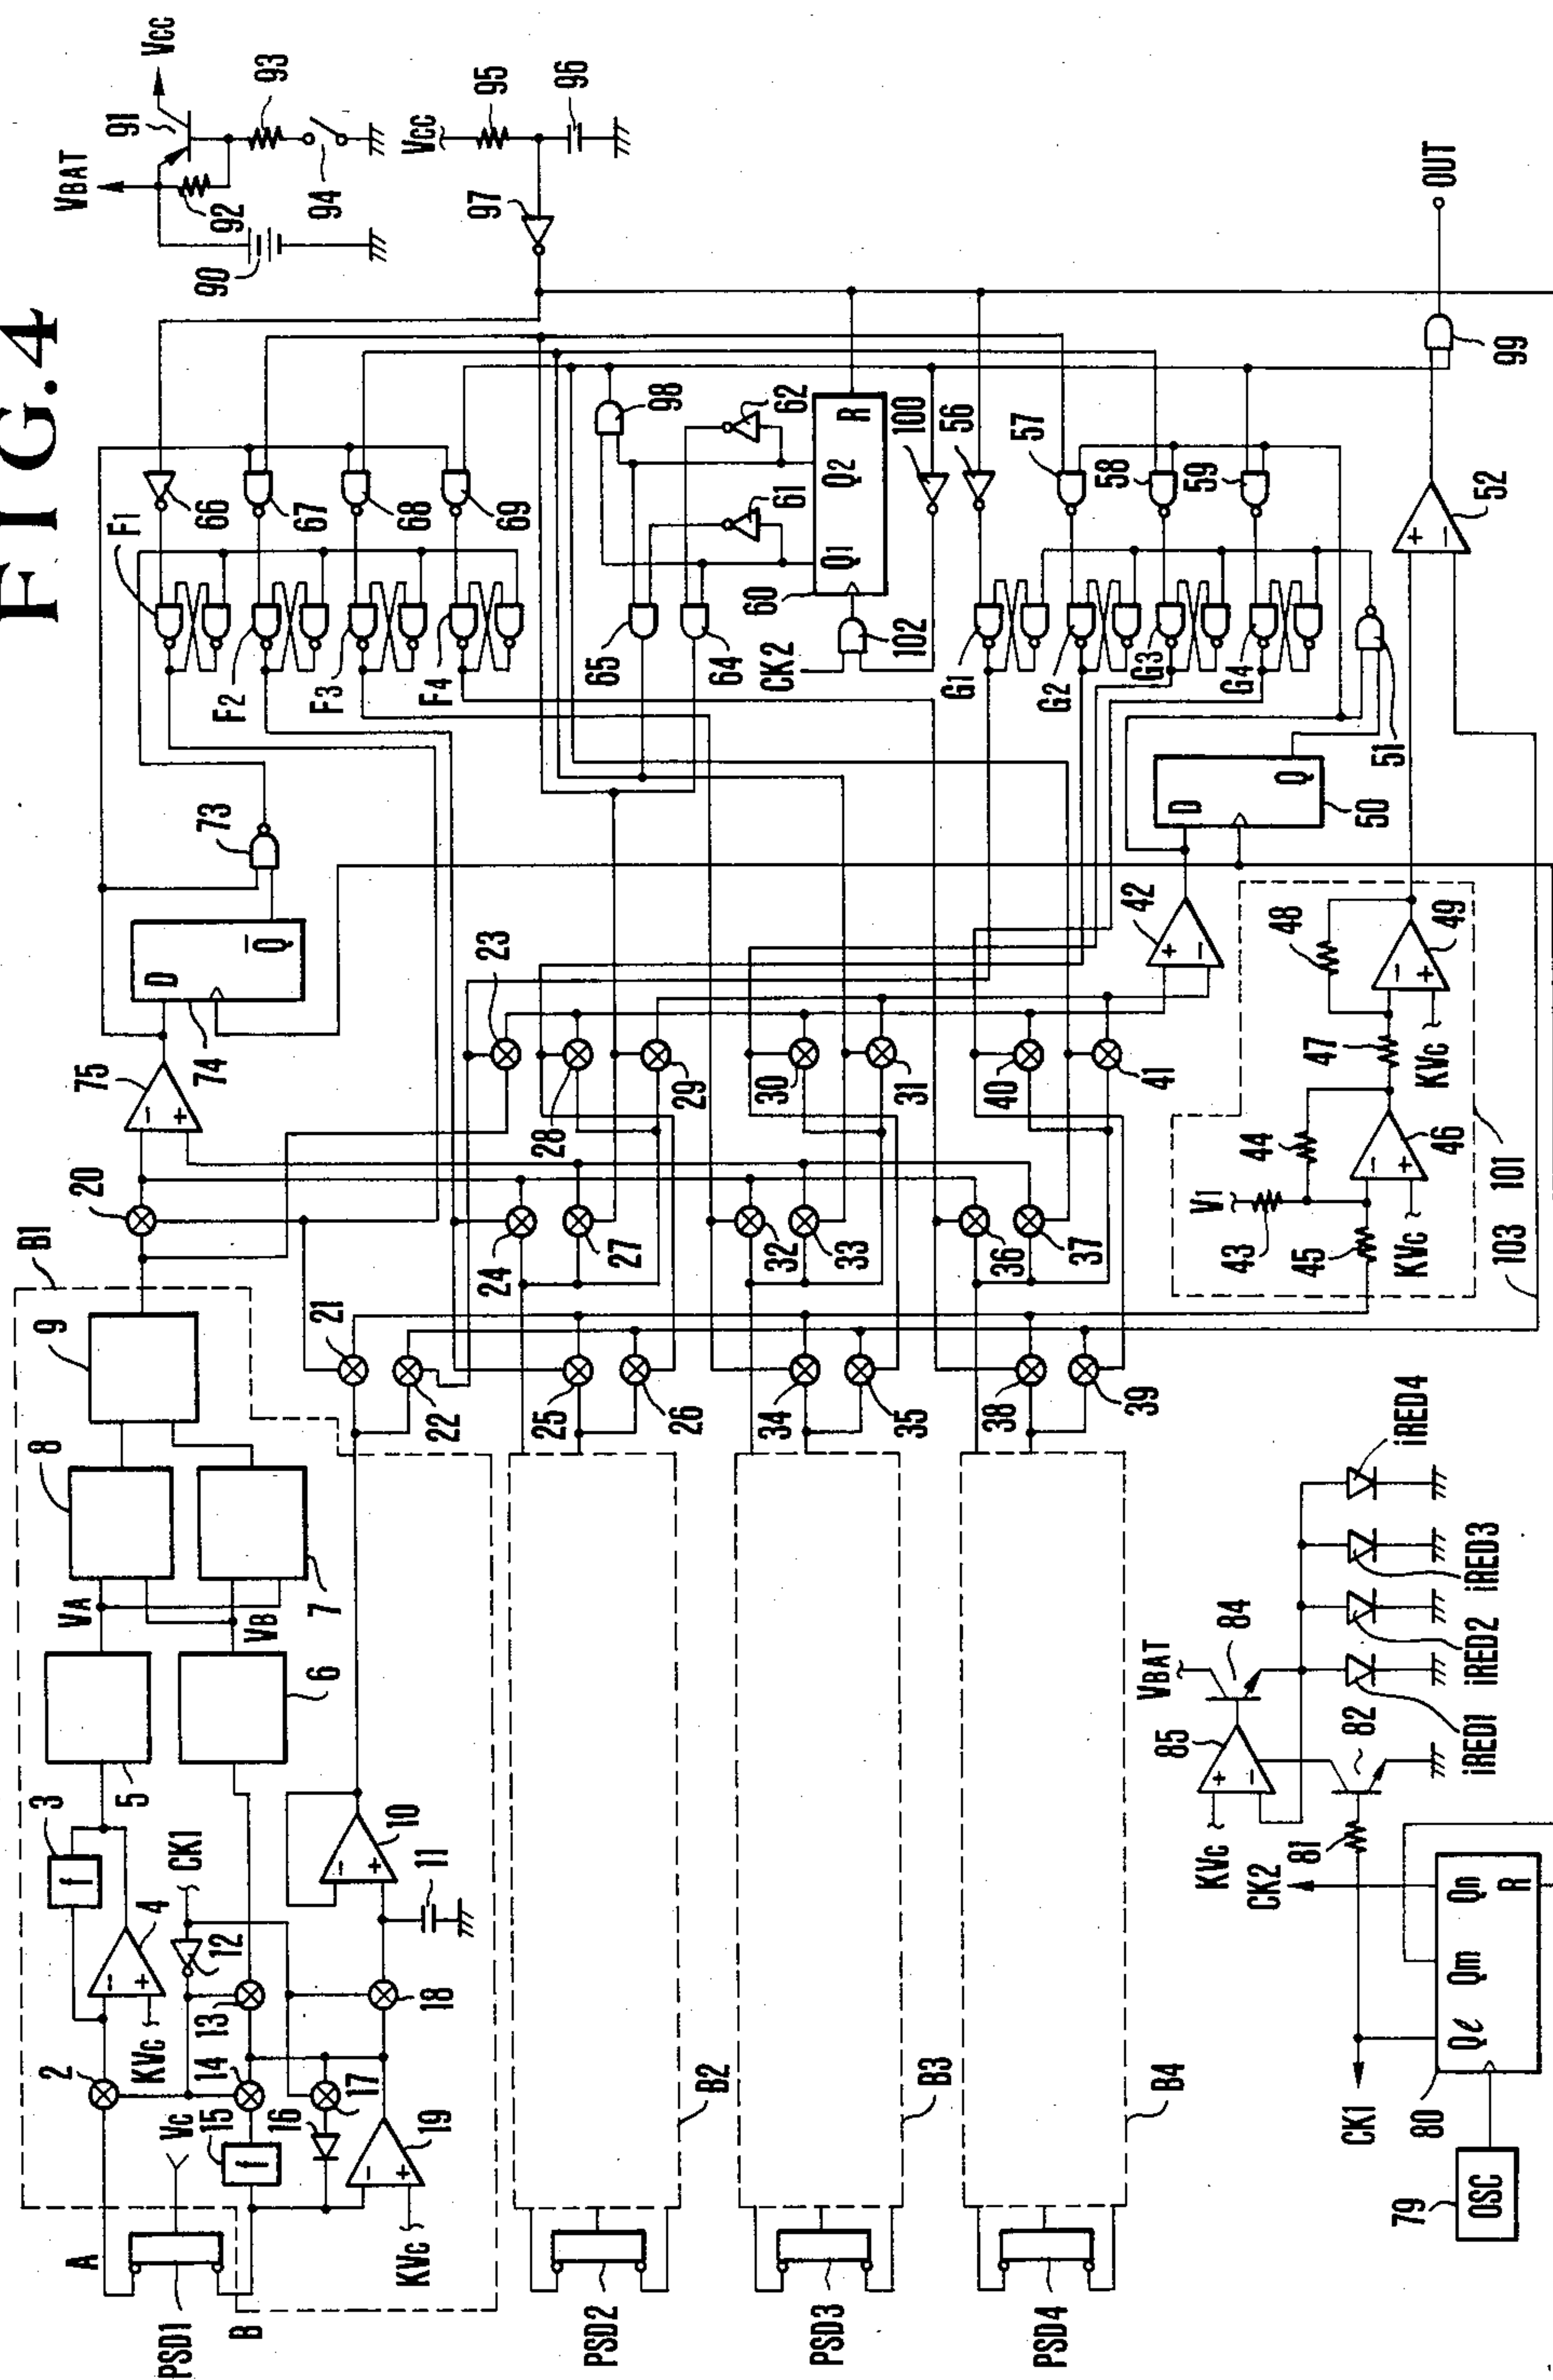 FIG.4
B1
9
8
VA
VB
7
5
6
3
f
4
CK1
12
2
KVc
13
14
15
f
16
17
18
19
10
11
A
Vc
PSD1
B
KVc
20
21
22
23
75
74
D
Q̅
73
F1
66
F2
67
F3
68
F4
69
VBAT
91
Vcc
92
93
90
94
Vcc
95
96
97
24
25
26
27
28
29
30
31
32
33
34
35
36
37
38
39
40
41
65
64
98
61
62
60
Q1
Q2
R
CK2
102
100
56
G1
57
G2
58
G3
59
G4
51
42
D
Q
50
52
99
OUT
V1
43
44
45
46
KVc
47
48
49
KVc
101
103
PSD2
B2
PSD3
B3
PSD4
B4
VBAT
85
84
KVc
81
82
iRED1
iRED2
iRED3
iRED4
CK2
CK1
80
Qℓ
Qm
Qn
R
79
OSC